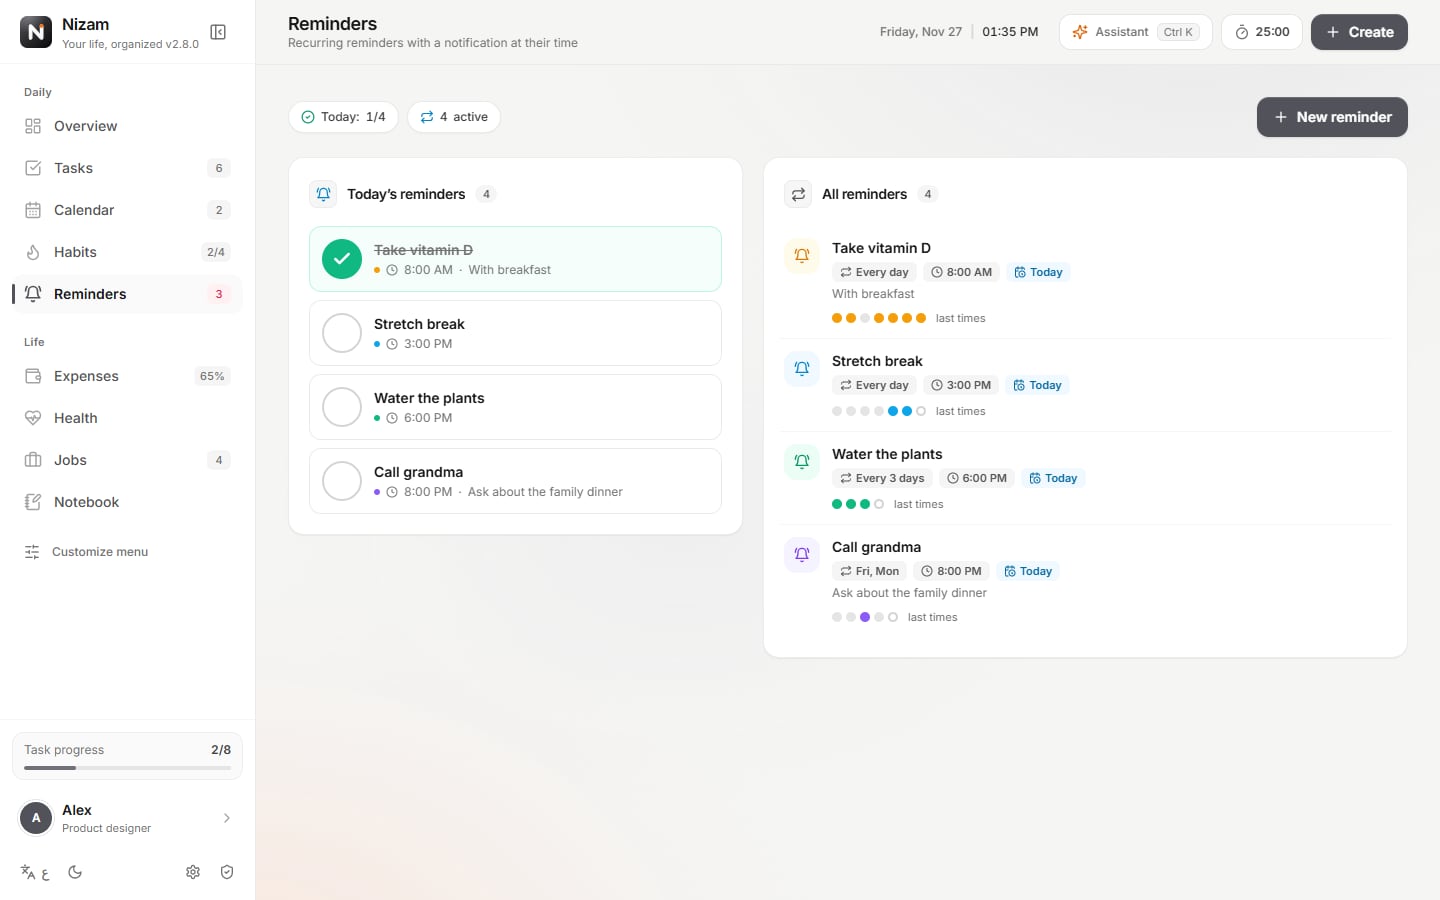 Nizam
Your life, organized v2.8.0
Daily
Overview
Tasks 6
Calendar 2
Habits 2/4
Reminders 3
Life
Expenses 65%
Health
Jobs 4
Notebook
Customize menu
Task progress 2/8
A
Alex
Product designer
ع
Reminders
Recurring reminders with a notification at their time
Friday, Nov 27 01:35 PM
Assistant Ctrl K
25:00
Create
Today: 1/4
4 active
New reminder
Today’s reminders 4
Take vitamin D
8:00 AM · With breakfast
Stretch break
3:00 PM
Water the plants
6:00 PM
Call grandma
8:00 PM · Ask about the family dinner
All reminders 4
Take vitamin D
Every day 8:00 AM Today
With breakfast
last times
Stretch break
Every day 3:00 PM Today
last times
Water the plants
Every 3 days 6:00 PM Today
last times
Call grandma
Fri, Mon 8:00 PM Today
Ask about the family dinner
last times